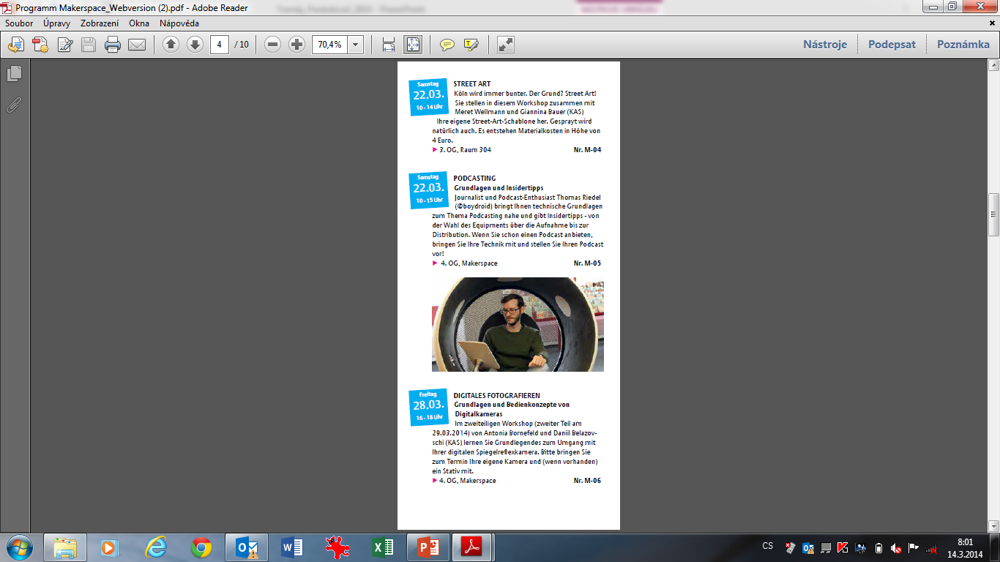 Programm Makerspace_Webversion (2).pdf - Adobe Reader
Soubor Úpravy Zobrazení Okna Nápověda
4 / 10 70,4% Nástroje Podepsat Poznámka
Samstag
22.03.
10 - 14 Uhr
STREET ART
Köln wird immer bunter. Der Grund? Street Art!
Sie stellen in diesem Workshop zusammen mit
Meret Wellmann und Giannina Bauer (KAS)
Ihre eigene Street-Art-Schablone her. Gesprayt wird
natürlich auch. Es entstehen Materialkosten in Höhe von
4 Euro.
3. OG, Raum 304 Nr. M-04
Samstag
22.03.
10 - 15 Uhr
PODCASTING
Grundlagen und Insidertipps
Journalist und Podcast-Enthusiast Thomas Riedel
(@boydroid) bringt Ihnen technische Grundlagen
zum Thema Podcasting nahe und gibt Insidertipps - von
der Wahl des Equipments über die Aufnahme bis zur
Distribution. Wenn Sie schon einen Podcast anbieten,
bringen Sie Ihre Technik mit und stellen Sie Ihren Podcast
vor!
4. OG, Makerspace Nr. M-05
Freitag
28.03.
16 - 18 Uhr
DIGITALES FOTOGRAFIEREN
Grundlagen und Bedienkonzepte von
Digitalkameras
Im zweiteiligen Workshop (zweiter Teil am
29.03.2014) von Antonia Bornefeld und Daniil Belazov-
schi (KAS) lernen Sie Grundlegendes zum Umgang mit
Ihrer digitalen Spiegelreflexkamera. Bitte bringen Sie
zum Termin Ihre eigene Kamera und (wenn vorhanden)
ein Stativ mit.
4. OG, Makerspace Nr. M-06
CS 8:01
14.3.2014